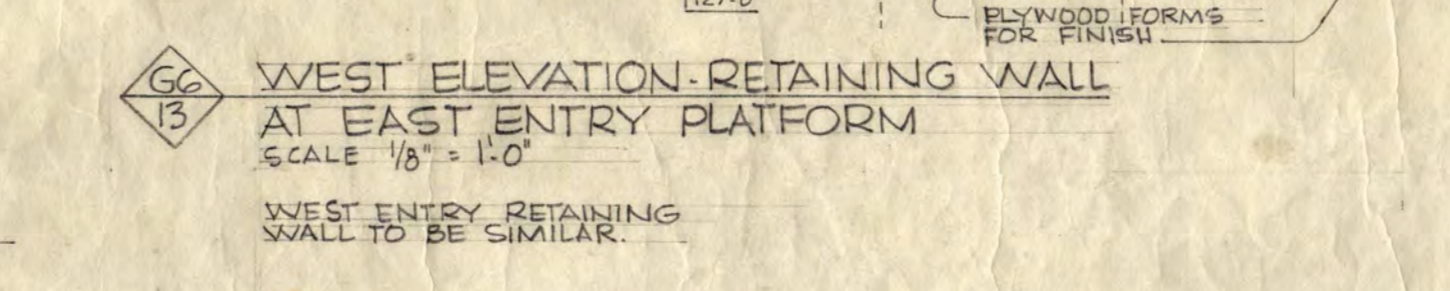 PLYWOOD FORMS
FOR FINISH
G6
13
WEST ELEVATION-RETAINING WALL
AT EAST ENTRY PLATFORM
SCALE 1/8" = 1'-0"
WEST ENTRY RETAINING
WALL TO BE SIMILAR.